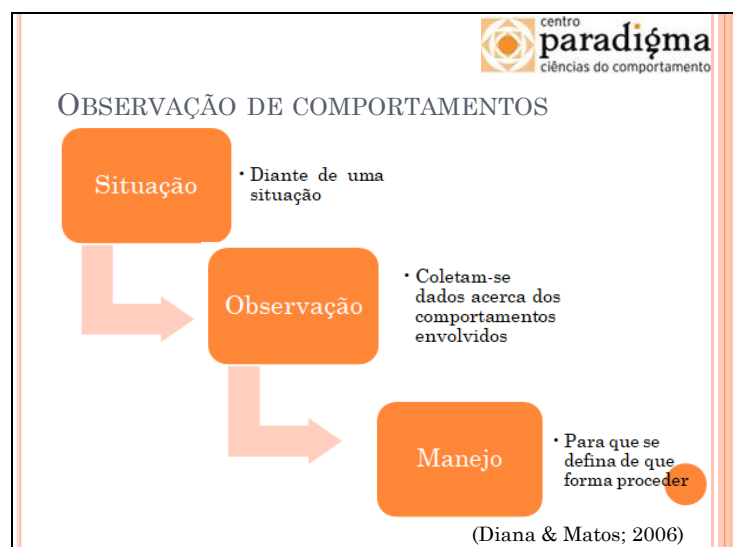 centro
paradigma
ciências do comportamento
OBSERVAÇÃO DE COMPORTAMENTOS
Situação
• Diante de uma
situação
Observação
• Coletam-se
dados acerca dos
comportamentos
envolvidos
Manejo
• Para que se
defina de que
forma proceder
(Diana & Matos; 2006)